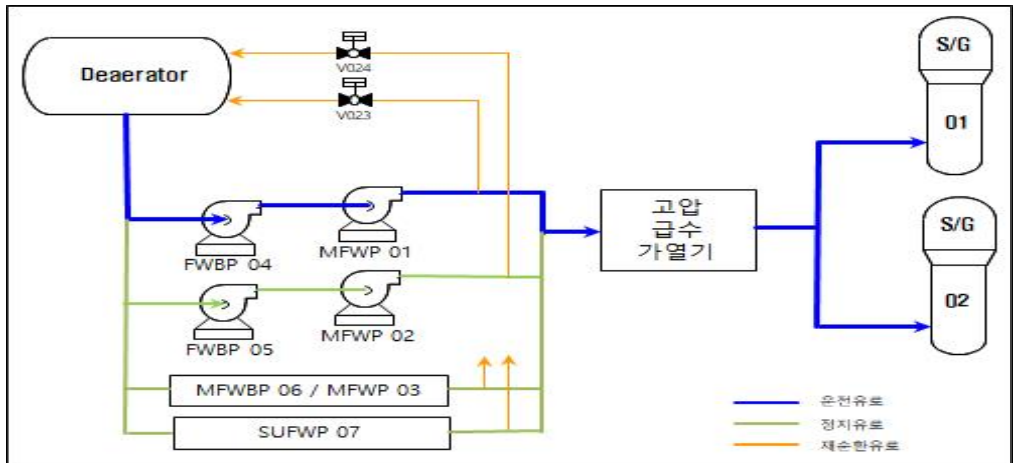 Deaerator
V024
V023
S/G
01
FWBP 04
MFWP 01
고압
급수
가열기
S/G
02
FWBP 05
MFWP 02
MFWBP 06 / MFWP 03
SUFWP 07
운전유로
정지유로
재순환유로